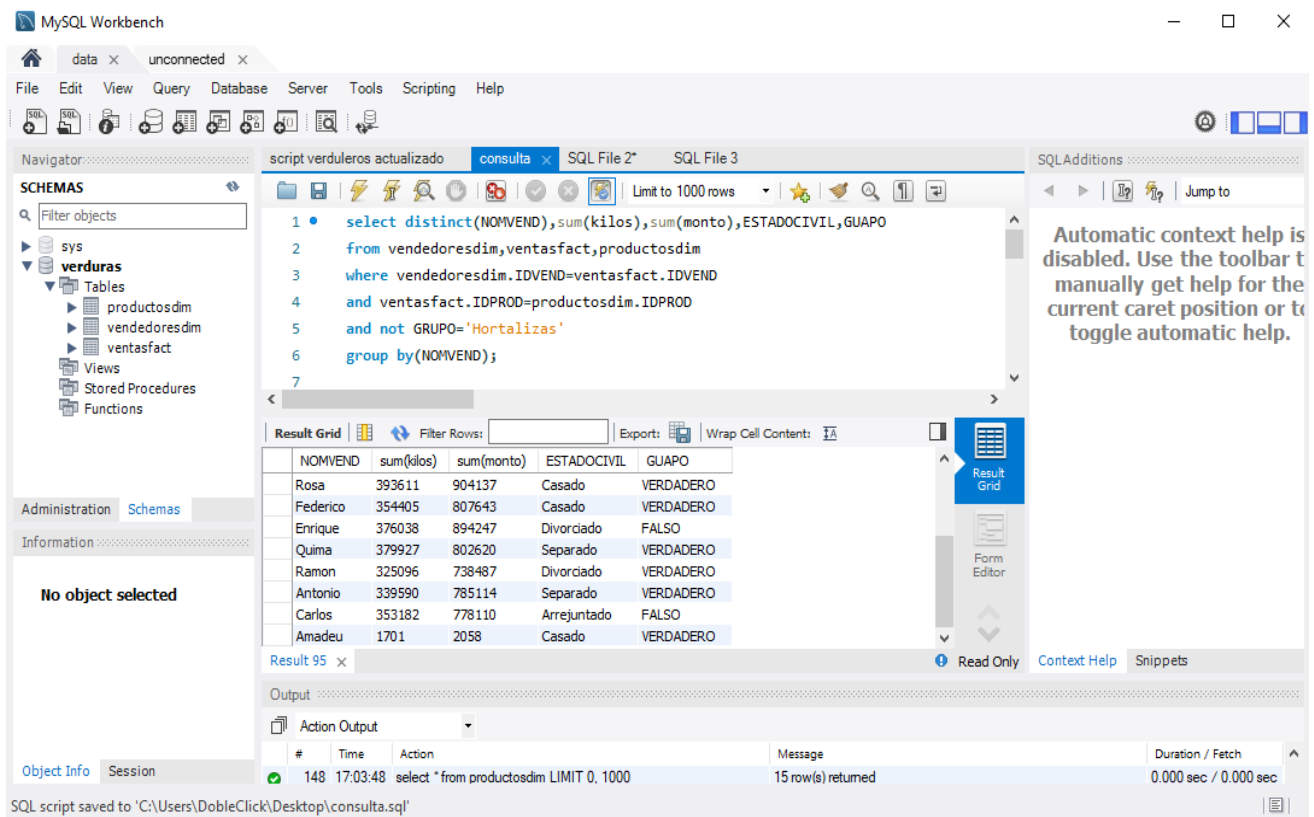 MySQL Workbench
data × unconnected ×
File Edit View Query Database Server Tools Scripting Help
Navigator
SCHEMAS
Filter objects
sys
verduras
Tables
productosdim
vendedoresdim
ventasfact
Views
Stored Procedures
Functions
Administration Schemas
Information
No object selected
Object Info Session
script verduleros actualizado consulta × SQL File 2* SQL File 3
Limit to 1000 rows
1 select distinct(NOMVEND),sum(kilos),sum(monto),ESTADOCIVIL,GUAPO
2 from vendedoresdim,ventasfact,productosdim
3 where vendedoresdim.IDVEND=ventasfact.IDVEND
4 and ventasfact.IDPROD=productosdim.IDPROD
5 and not GRUPO='Hortalizas'
6 group by(NOMVEND);
7
Result Grid Filter Rows: Export: Wrap Cell Content: IA
NOMVEND sum(kilos) sum(monto) ESTADOCIVIL GUAPO
Rosa 393611 904137 Casado VERDADERO
Federico 354405 807643 Casado VERDADERO
Enrique 376038 894247 Divorciado FALSO
Quima 379927 802620 Separado VERDADERO
Ramon 325096 738487 Divorciado VERDADERO
Antonio 339590 785114 Separado VERDADERO
Carlos 353182 778110 Arrejuntado FALSO
Amadeu 1701 2058 Casado VERDADERO
Result
Grid
Form
Editor
Result 95 × Read Only
SQLAdditions
Jump to
Automatic context help is
disabled. Use the toolbar t
manually get help for the
current caret position or to
toggle automatic help.
Context Help Snippets
Output
Action Output
# Time Action Message Duration / Fetch
148 17:03:48 select * from productosdim LIMIT 0, 1000 15 row(s) returned 0.000 sec / 0.000 sec
SQL script saved to 'C:\Users\DobleClick\Desktop\consulta.sql'